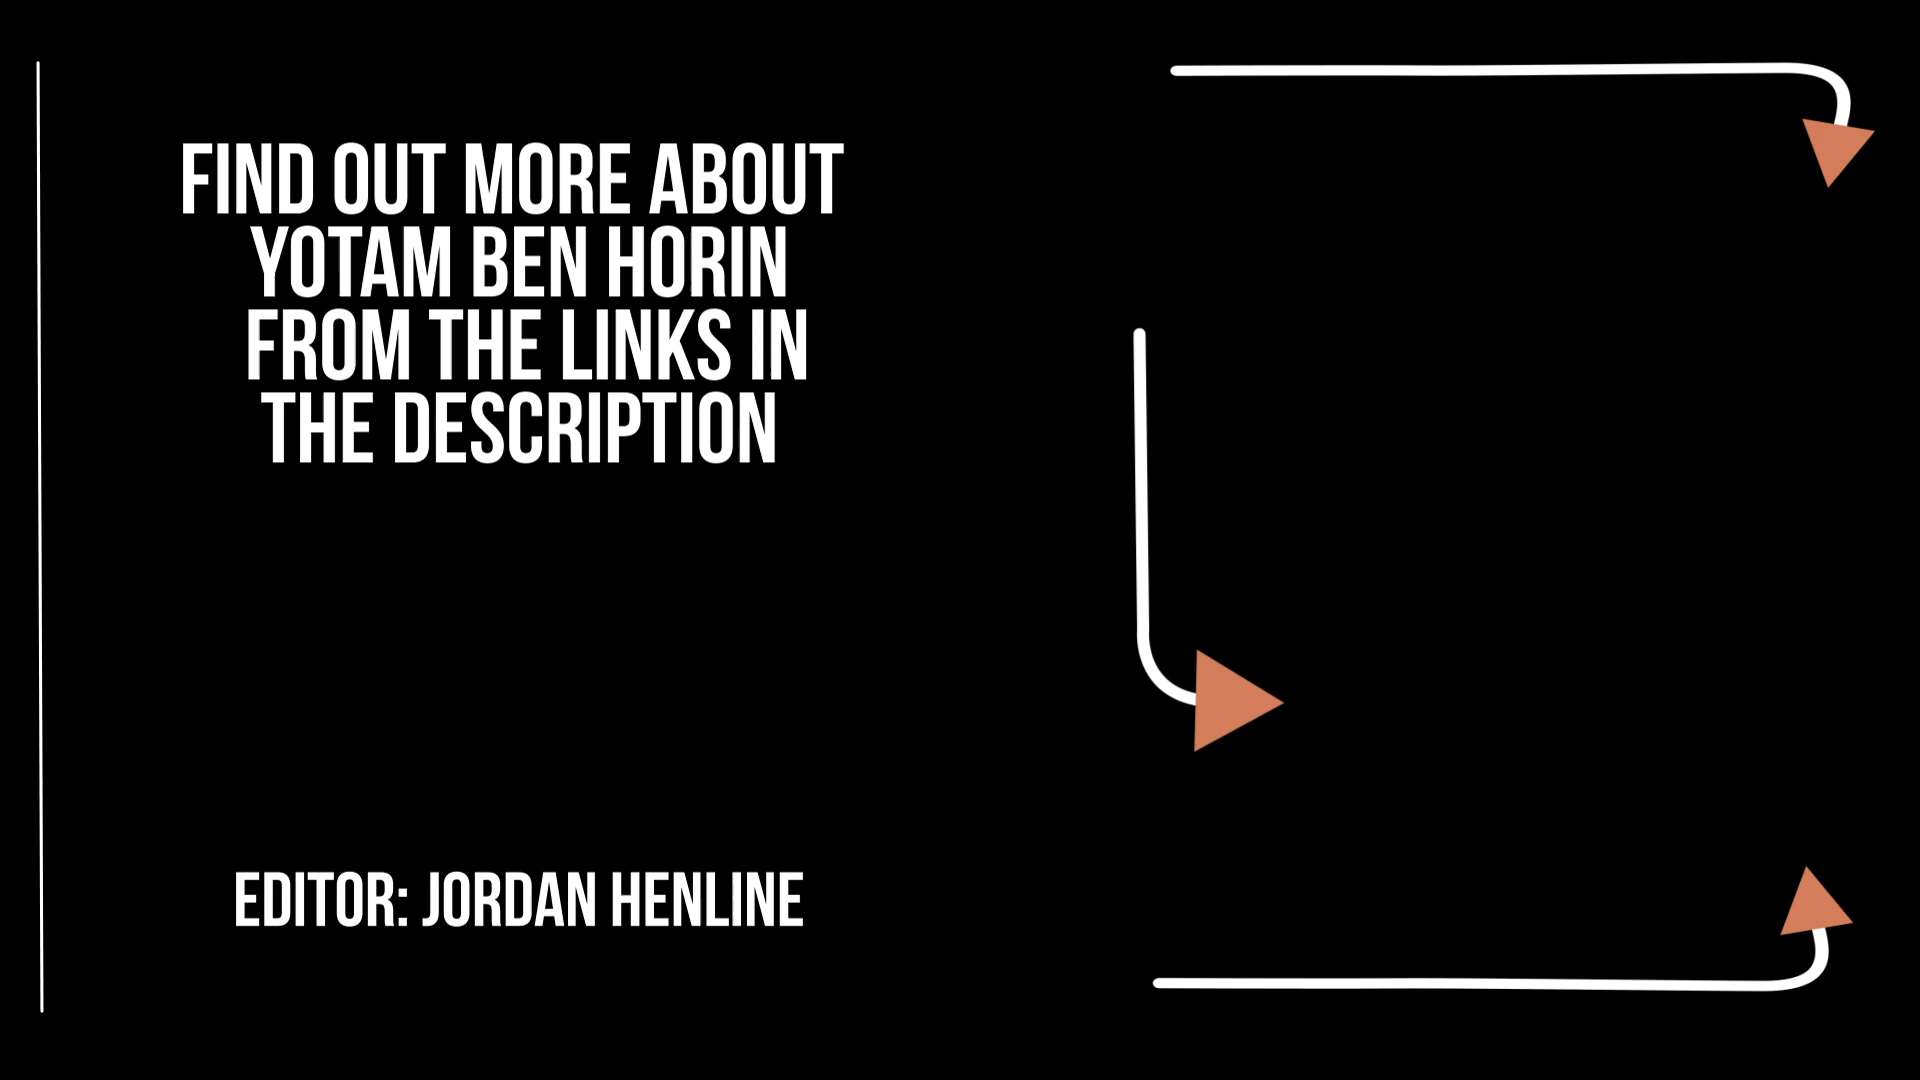 FIND OUT MORE ABOUT
YOTAM BEN HORIN
FROM THE LINKS IN
THE DESCRIPTION
EDITOR: JORDAN HENLINE